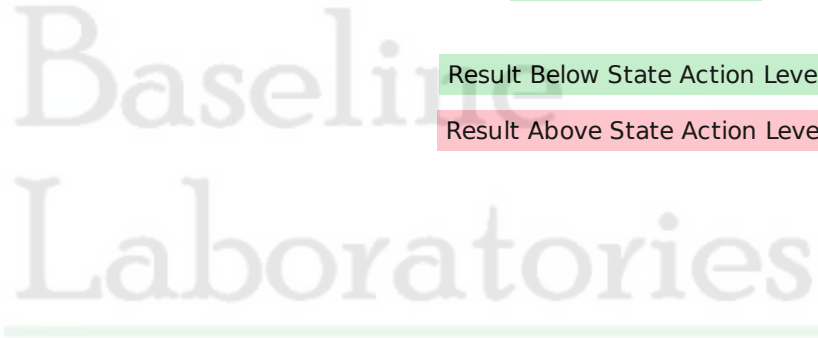 Baseline
Result Below State Action Leve
Result Above State Action Leve
Laboratories